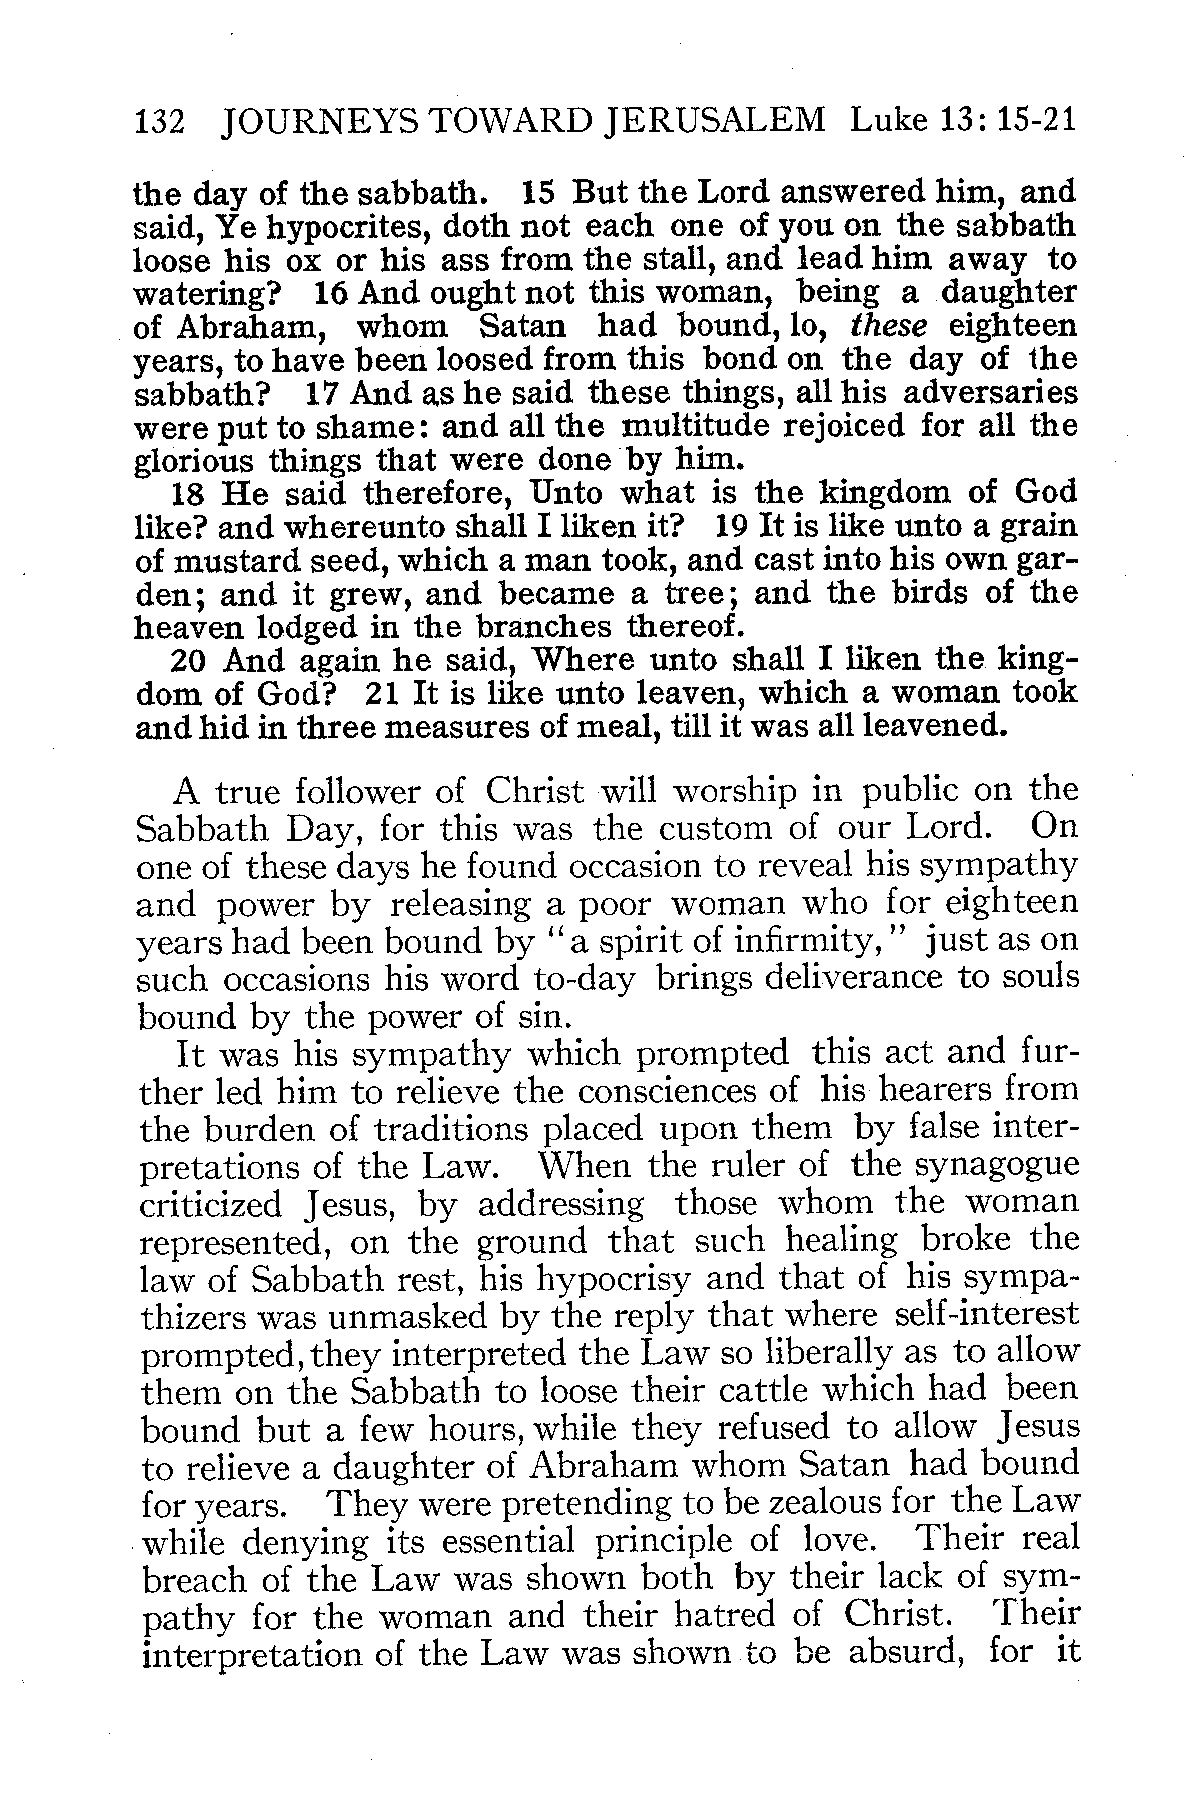 132 JOURNEYS TOWARD JERUSALEM Luke 13: 15-21
the day of the sabbath. 15 But the Lord answered him, and
said, Ye hypocrites, doth not each one of you on the sabbath
loose his ox or his ass from the stall, and lead him away to
watering? 16 And ought not this woman, being a daughter
of Abraham, whom Satan had bound, lo, these eighteen
years, to have been loosed from this bond on the day of the
sabbath? 17 And as he said these things, all his adversaries
were put to shame: and all the multitude rejoiced for all the
glorious things that were done by him.
18 He said therefore, Unto what is the kingdom of God
like? and whereunto shall I liken it? 19 It is like unto a grain
of mustard seed, which a man took, and cast into his own gar-
den; and it grew, and became a tree; and the birds of the
heaven lodged in the branches thereof.
20 And again he said, Where unto shall I liken the king-
dom of God? 21 It is like unto leaven, which a woman took
and hid in three measures of meal, till it was all leavened.
A true follower of Christ will worship in public on the
Sabbath Day, for this was the custom of our Lord. On
one of these days he found occasion to reveal his sympathy
and power by releasing a poor woman who for eighteen
years had been bound by "a spirit of infirmity," just as on
such occasions his word to-day brings deliverance to souls
bound by the power of sin.
It was his sympathy which prompted this act and fur-
ther led him to relieve the consciences of his hearers from
the burden of traditions placed upon them by false inter-
pretations of the Law. When the ruler of the synagogue
criticized Jesus, by addressing those whom the woman
represented, on the ground that such healing broke the
law of Sabbath rest, his hypocrisy and that of his sympa-
thizers was unmasked by the reply that where self-interest
prompted, they interpreted the Law so liberally as to allow
them on the Sabbath to loose their cattle which had been
bound but a few hours, while they refused to allow Jesus
to relieve a daughter of Abraham whom Satan had bound
for years. They were pretending to be zealous for the Law
while denying its essential principle of love. Their real
breach of the Law was shown both by their lack of sym-
pathy for the woman and their hatred of Christ. Their
interpretation of the Law was shown to be absurd, for it